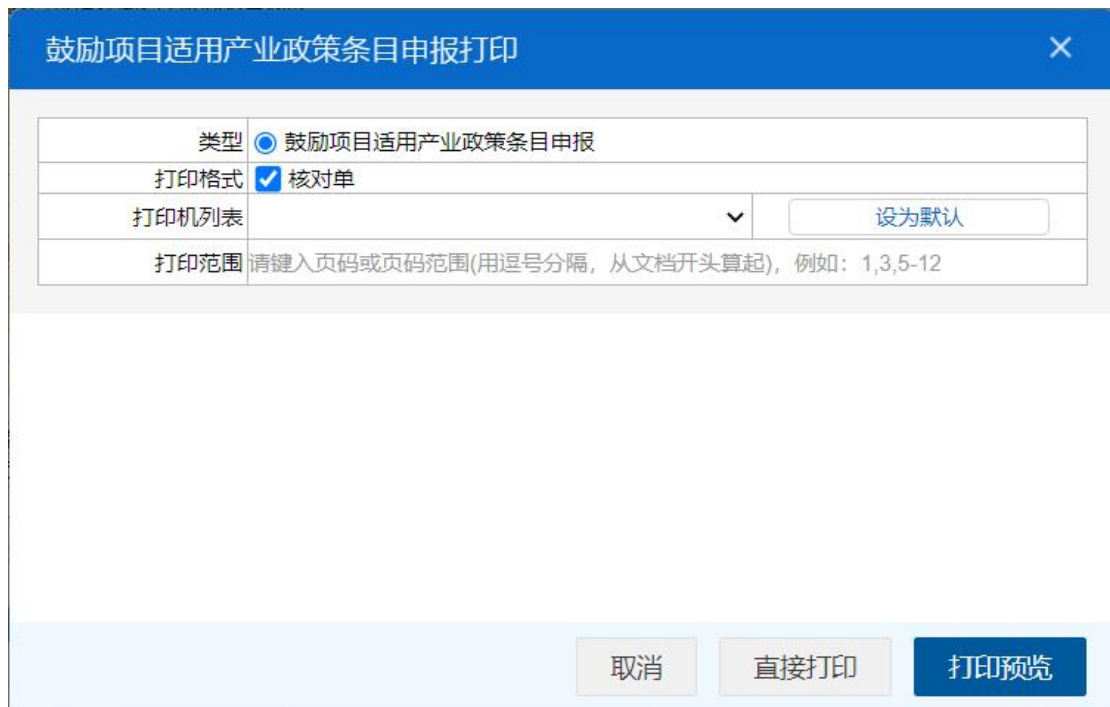 鼓励项目适用产业政策条目申报打印
类型 鼓励项目适用产业政策条目申报
打印格式 核对单
打印机列表 设为默认
打印范围 请键入页码或页码范围(用逗号分隔，从文档开头算起)，例如：1,3,5-12
取消 直接打印 打印预览